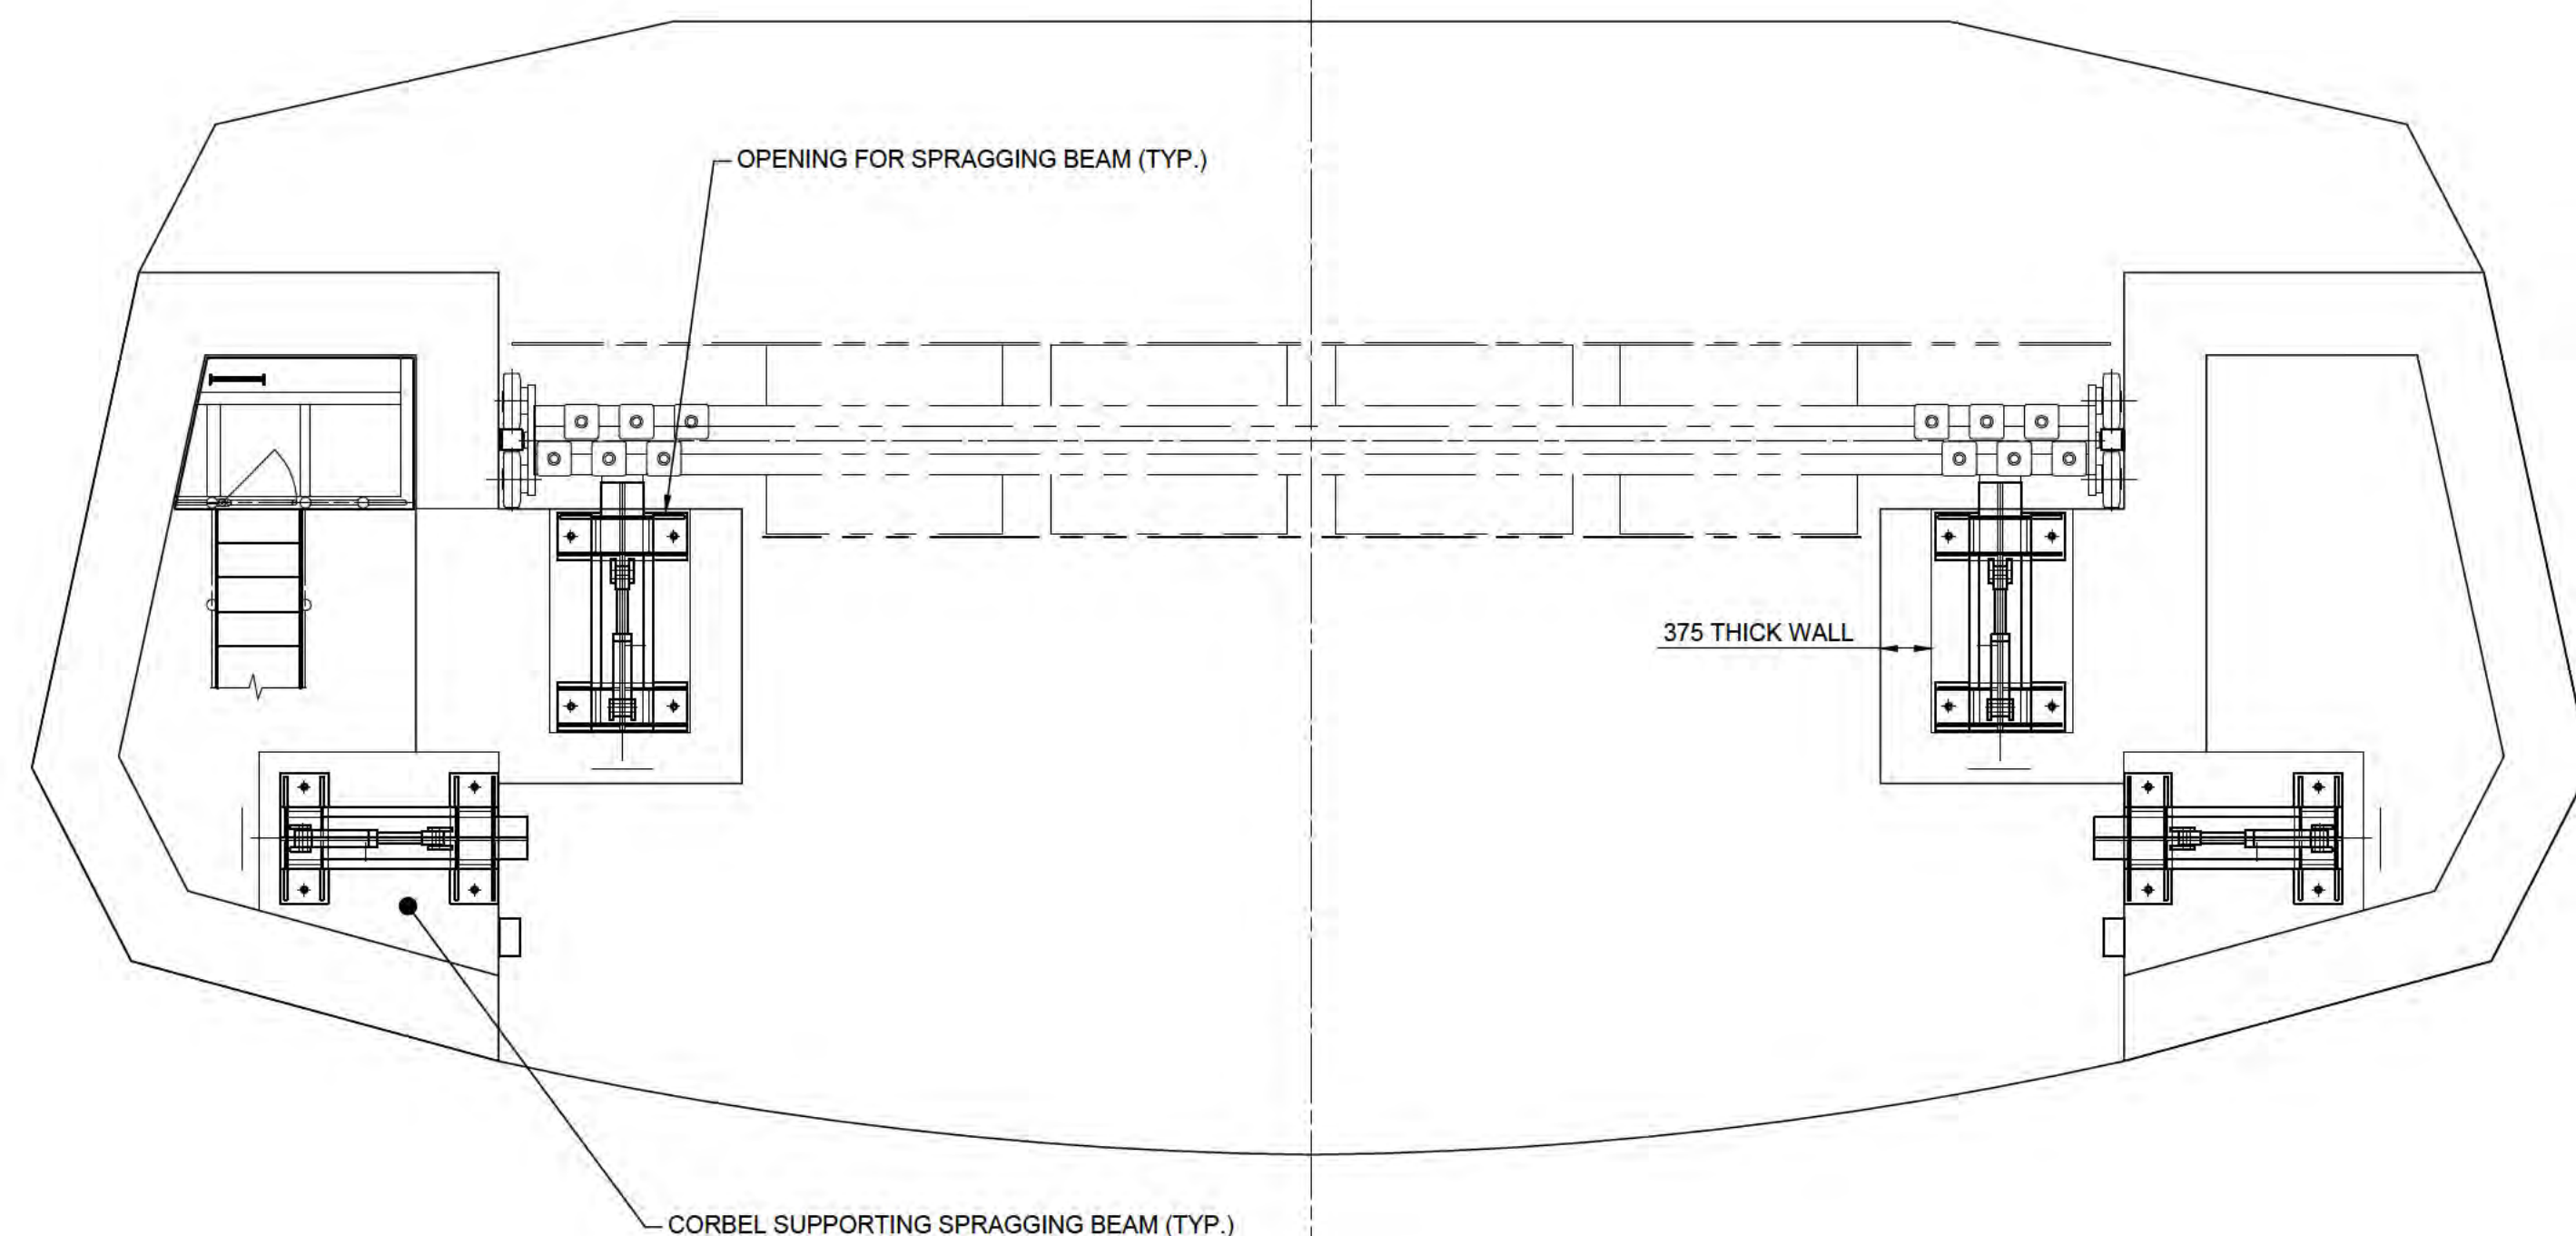 OPENING FOR SPRAGGING BEAM (TYP.)
375 THICK WALL
CORBEL SUPPORTING SPRAGGING BEAM (TYP.)